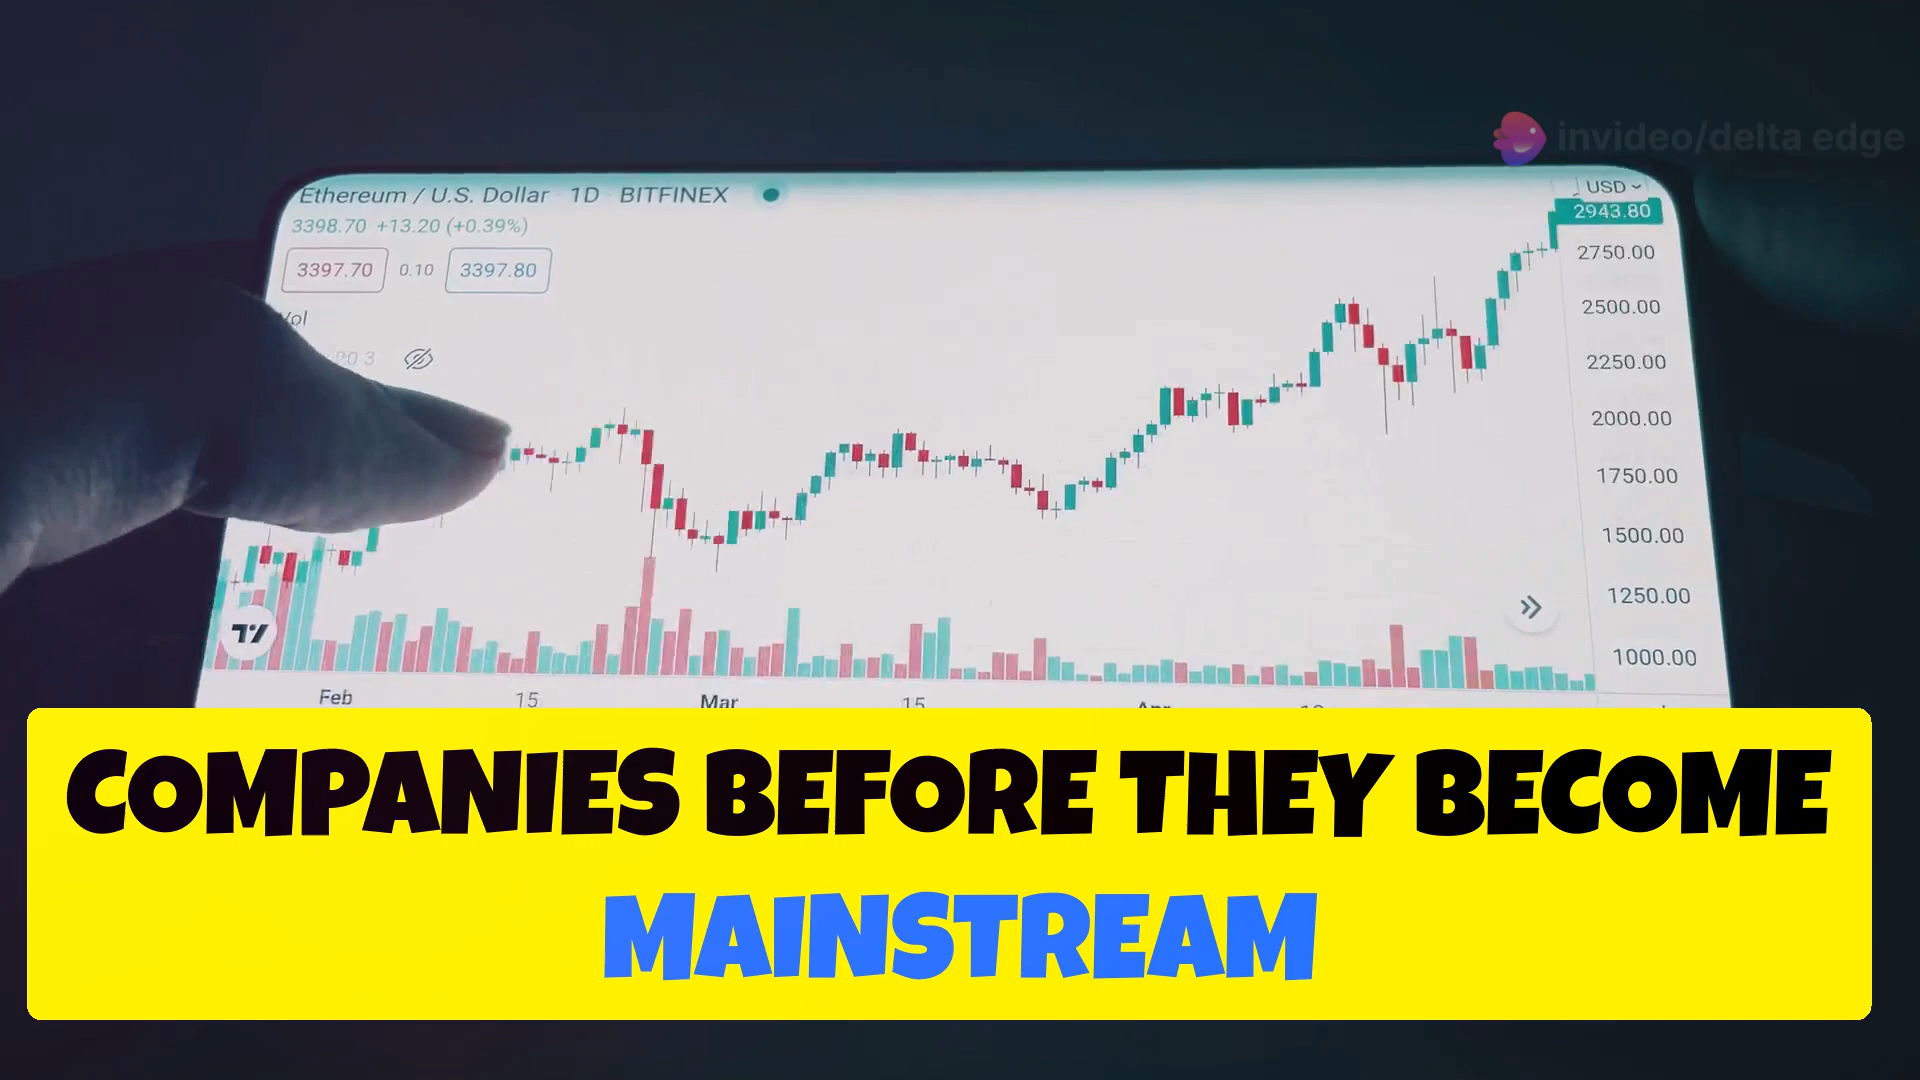 invideo/delta edge
Ethereum / U.S. Dollar · 1D · BITFINEX
USD
3398.70 +13.20 (+0.39%)
2943.80
3397.70 0.10 3397.80
2750.00
2500.00
Vol
2250.00
2000.00
1750.00
1500.00
1250.00
1000.00
Feb 15 Mar 15 Apr
COMPANIES BEFORE THEY BECOME
MAINSTREAM